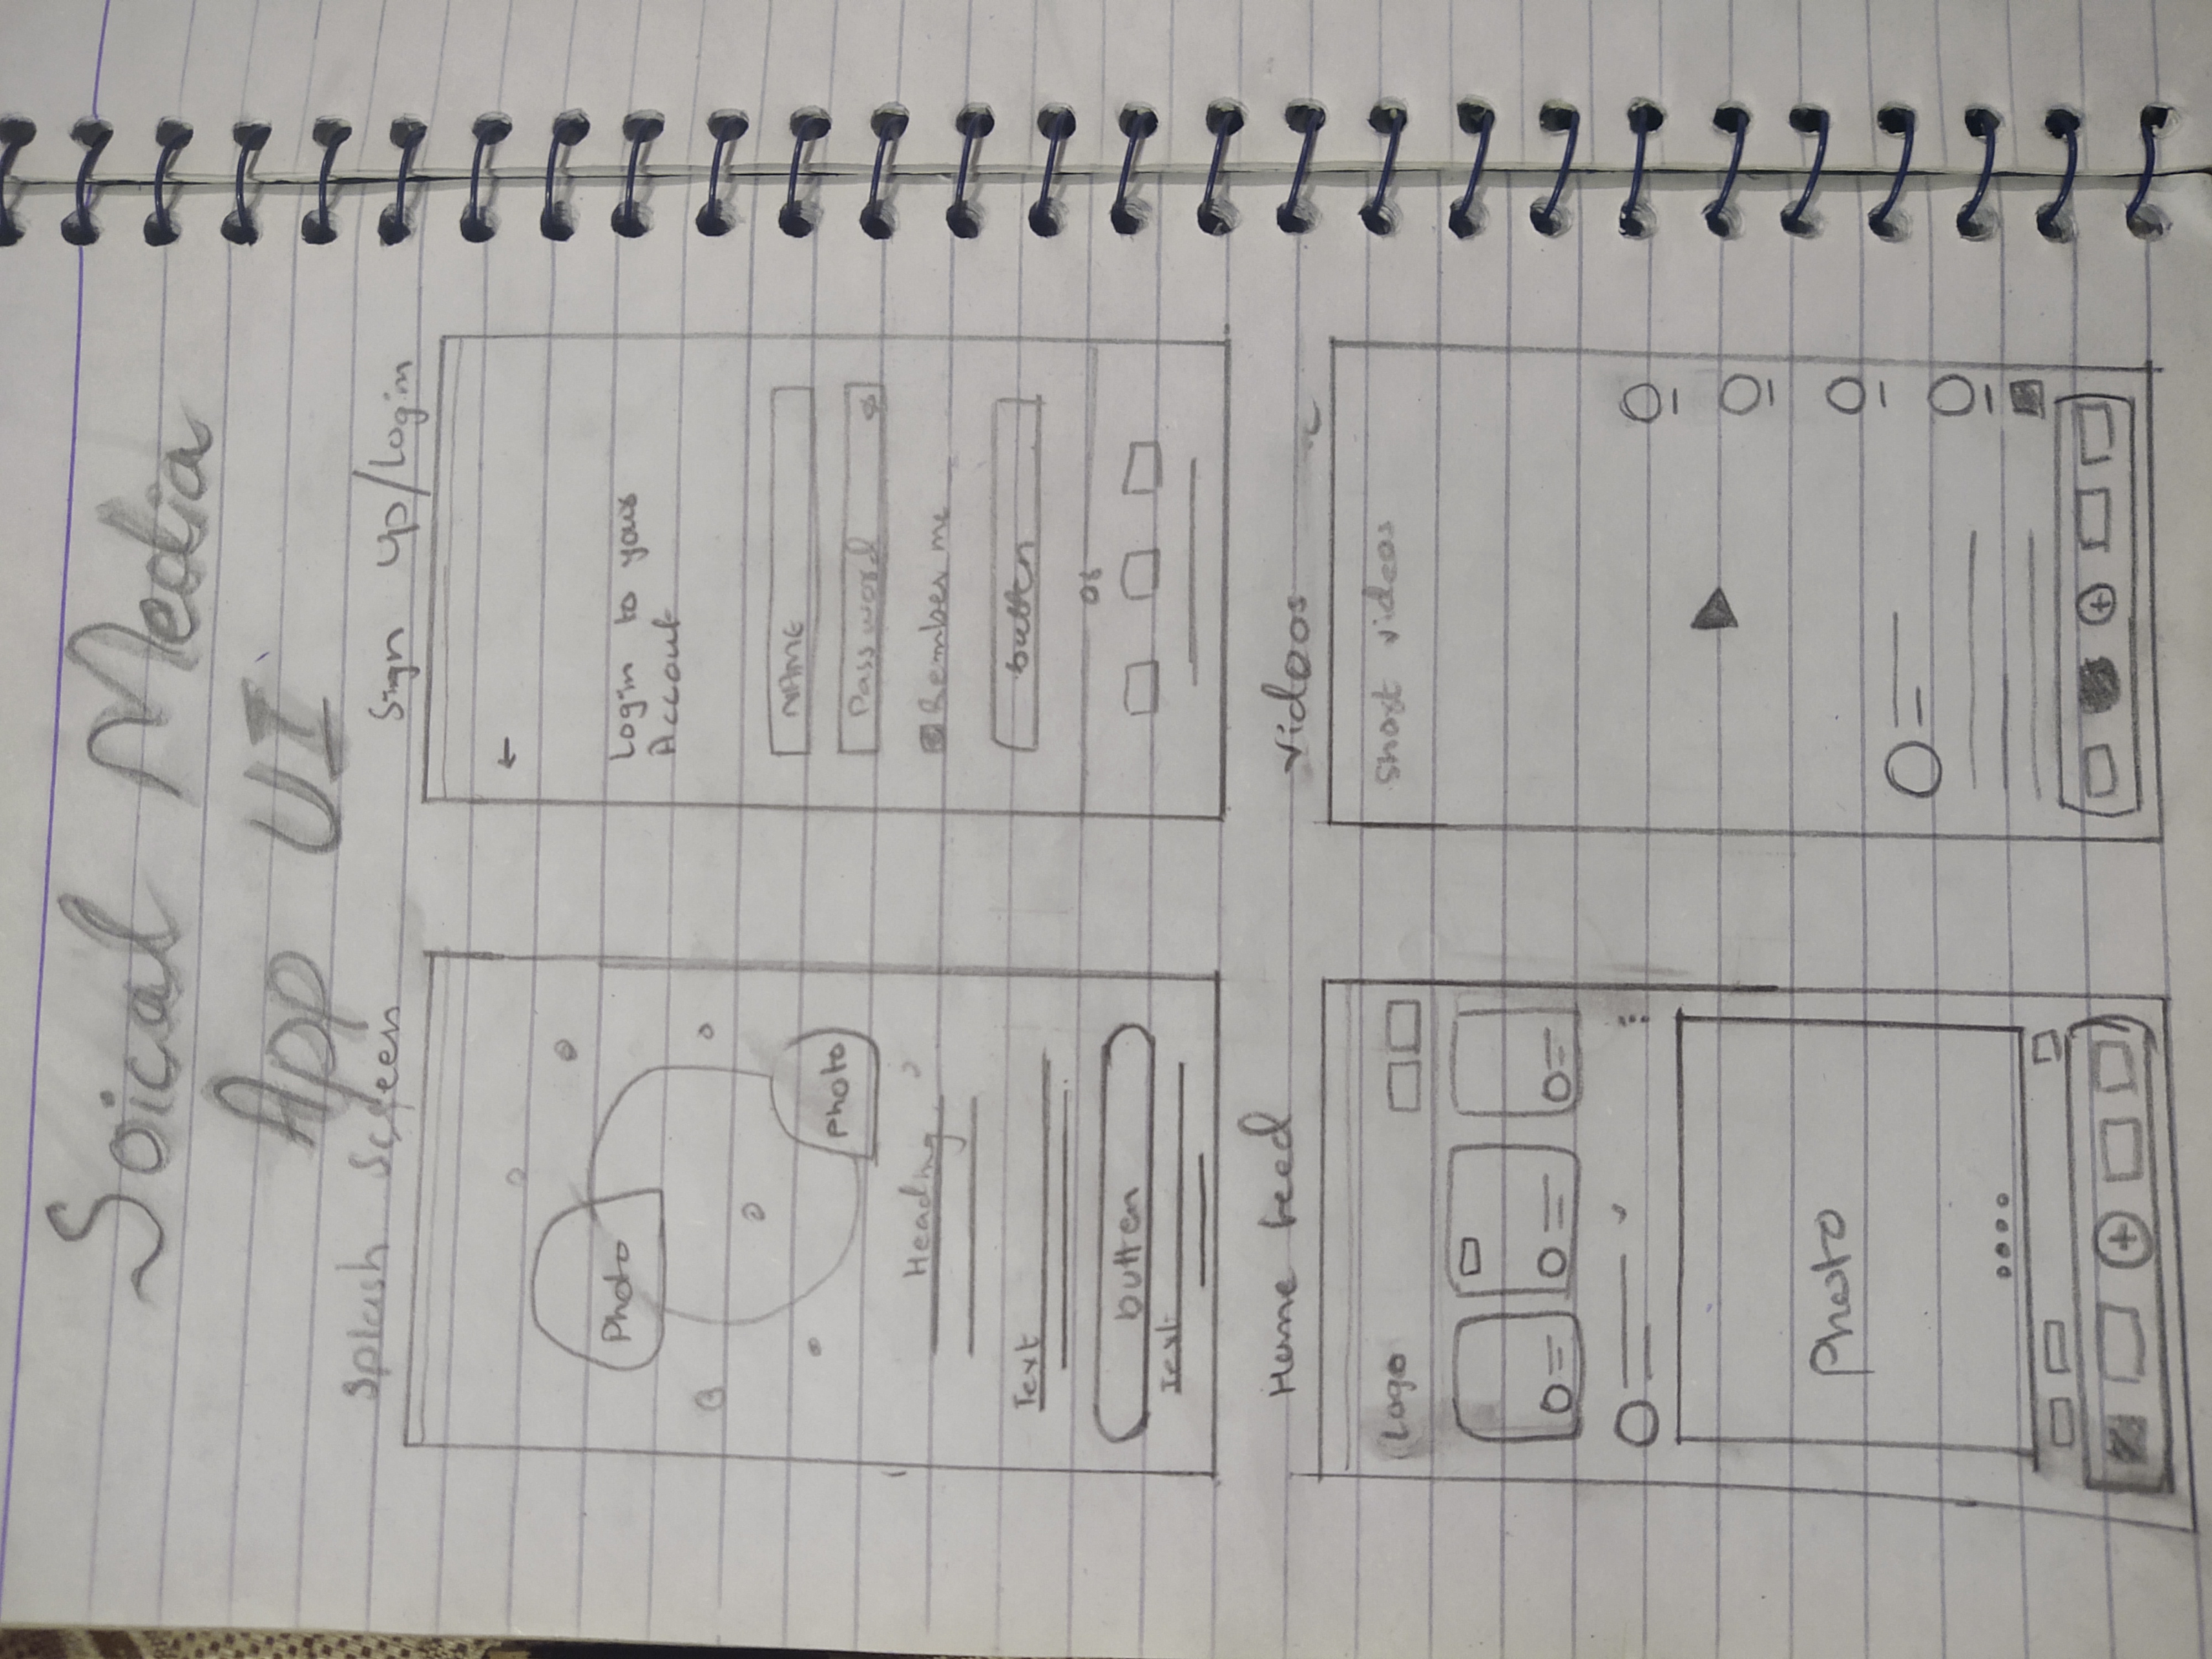 Soical Media
App UI
Splash Screen
Photo
Photo
Heading
Text
button
Text
Sign up/Login
←
Login to your
Accout
NAME
Password
Rember me
button
or
Home feed
Logo
Photo
Videos
Short videos